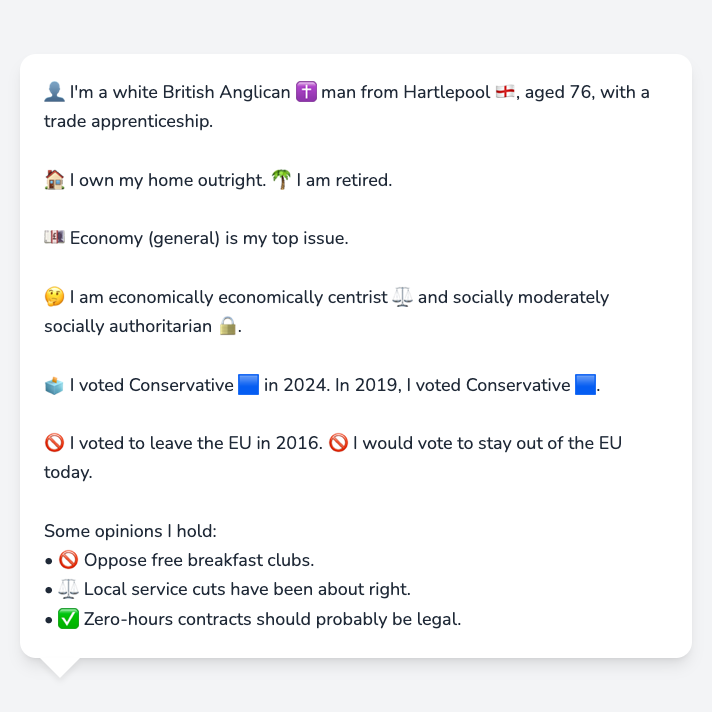 👤 I'm a white British Anglican ✝️ man from Hartlepool 🏴󠁧󠁢󠁥󠁮󠁧󠁿, aged 76, with a
trade apprenticeship.
🏠 I own my home outright. 🌴 I am retired.
💷 Economy (general) is my top issue.
🤔 I am economically economically centrist ⚖️ and socially moderately
socially authoritarian 🔒.
🗳️ I voted Conservative 🟦 in 2024. In 2019, I voted Conservative 🟦.
🚫 I voted to leave the EU in 2016. 🚫 I would vote to stay out of the EU
today.
Some opinions I hold:
• 🚫 Oppose free breakfast clubs.
• ⚖️ Local service cuts have been about right.
• ✅ Zero-hours contracts should probably be legal.